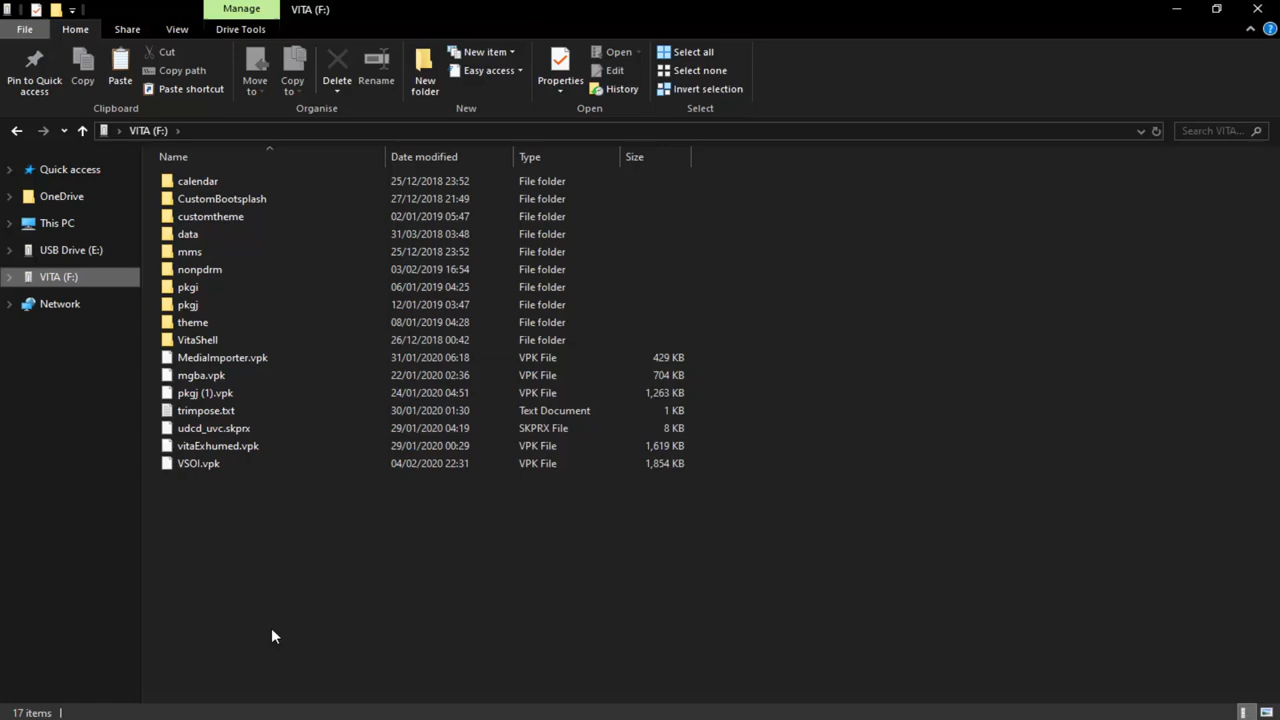 Manage
VITA (F:)
File
Home
Share
View
Drive Tools
Pin to Quick access
Copy
Paste
Cut
Copy path
Paste shortcut
Clipboard
Move to
Copy to
Delete
Rename
Organise
New folder
New item
Easy access
New
Properties
Open
Edit
History
Open
Select all
Select none
Invert selection
Select
VITA (F:)
Search VITA...
Quick access
OneDrive
This PC
USB Drive (E:)
VITA (F:)
Network
Name Date modified Type Size
calendar 25/12/2018 23:52 File folder
CustomBootsplash 27/12/2018 21:49 File folder
customtheme 02/01/2019 05:47 File folder
data 31/03/2018 03:48 File folder
mms 25/12/2018 23:52 File folder
nonpdrm 03/02/2019 16:54 File folder
pkgi 06/01/2019 04:25 File folder
pkgj 12/01/2019 03:47 File folder
theme 08/01/2019 04:28 File folder
VitaShell 26/12/2018 00:42 File folder
MediaImporter.vpk 31/01/2020 06:18 VPK File 429 KB
mgba.vpk 22/01/2020 02:36 VPK File 704 KB
pkgj (1).vpk 24/01/2020 04:51 VPK File 1,263 KB
trimpose.txt 30/01/2020 01:30 Text Document 1 KB
udcd_uvc.skprx 29/01/2020 04:19 SKPRX File 8 KB
vitaExhumed.vpk 29/01/2020 00:29 VPK File 1,619 KB
VSOI.vpk 04/02/2020 22:31 VPK File 1,854 KB
17 items